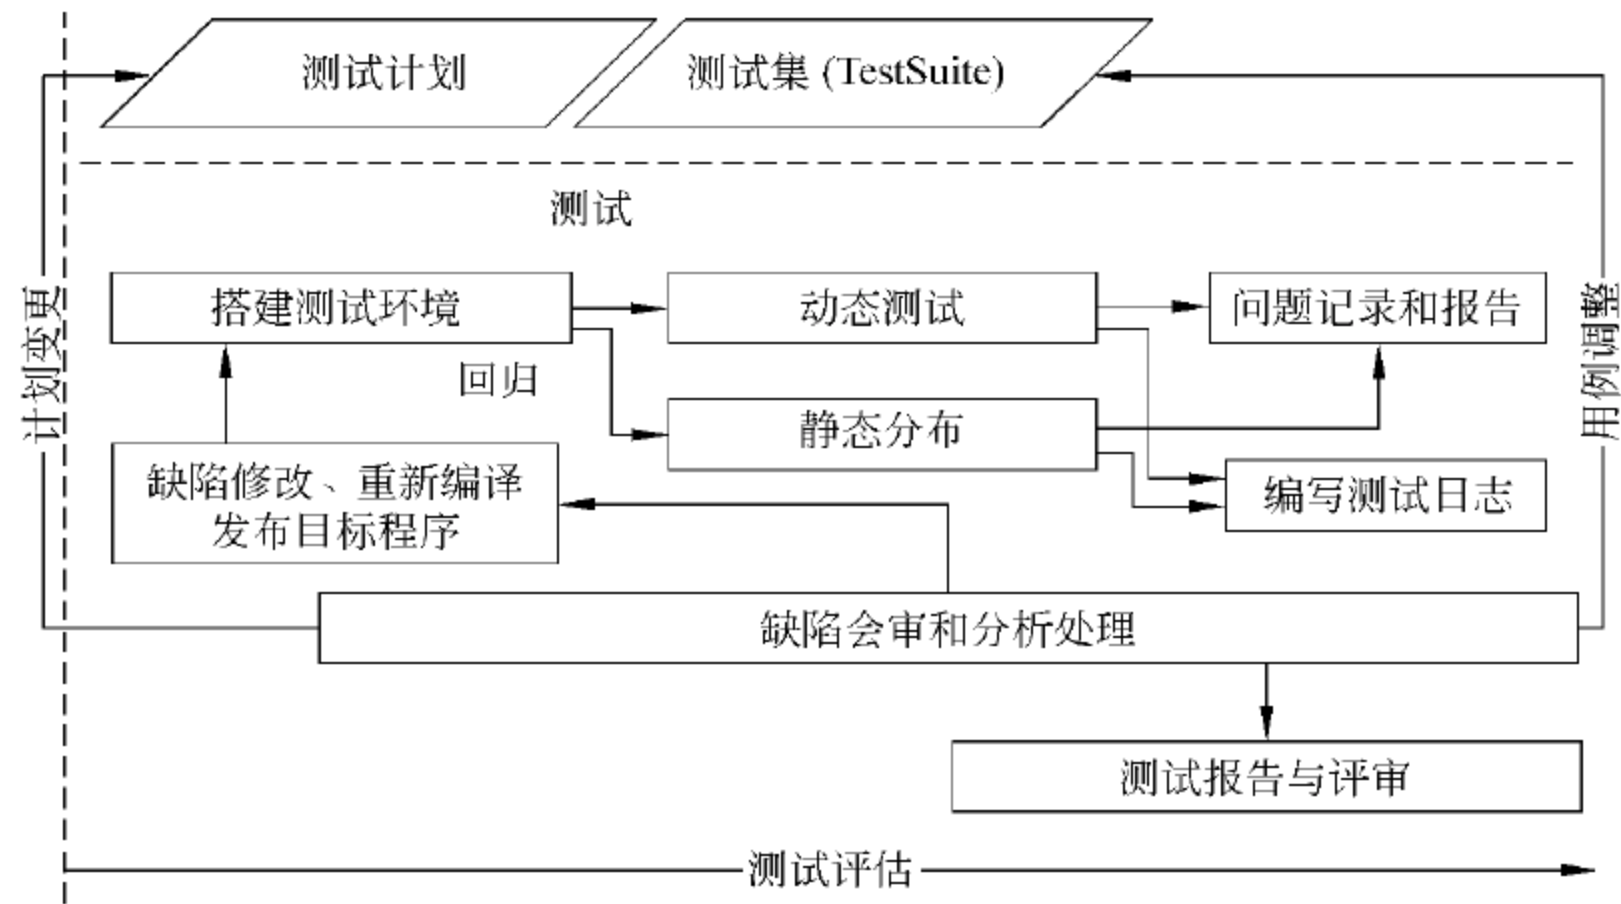 测试计划
测试集 (TestSuite)
测试
搭建测试环境
动态测试
问题记录和报告
计划变更
用例调整
回归
静态分布
缺陷修改、重新编译
发布目标程序
编写测试日志
缺陷会审和分析处理
测试报告与评审
测试评估